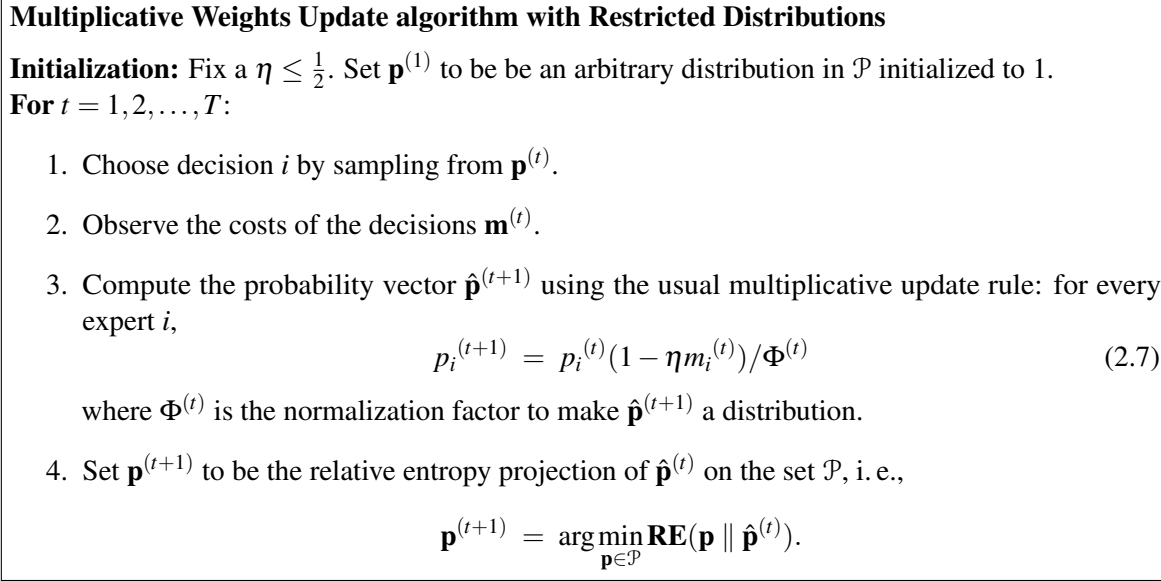 Multiplicative Weights Update algorithm with Restricted Distributions
Initialization: Fix a η ≤ 1/2. Set p^(1) to be be an arbitrary distribution in 𝒫 initialized to 1.
For t = 1, 2, . . . , T:
1. Choose decision i by sampling from p^(t).
2. Observe the costs of the decisions m^(t).
3. Compute the probability vector p̂^(t+1) using the usual multiplicative update rule: for every
expert i,
p_i^(t+1) = p_i^(t)(1 − ηm_i^(t))/Φ^(t) (2.7)
where Φ^(t) is the normalization factor to make p̂^(t+1) a distribution.
4. Set p^(t+1) to be the relative entropy projection of p̂^(t) on the set 𝒫, i. e.,
p^(t+1) = arg min_{p∈𝒫} RE(p ∥ p̂^(t)).